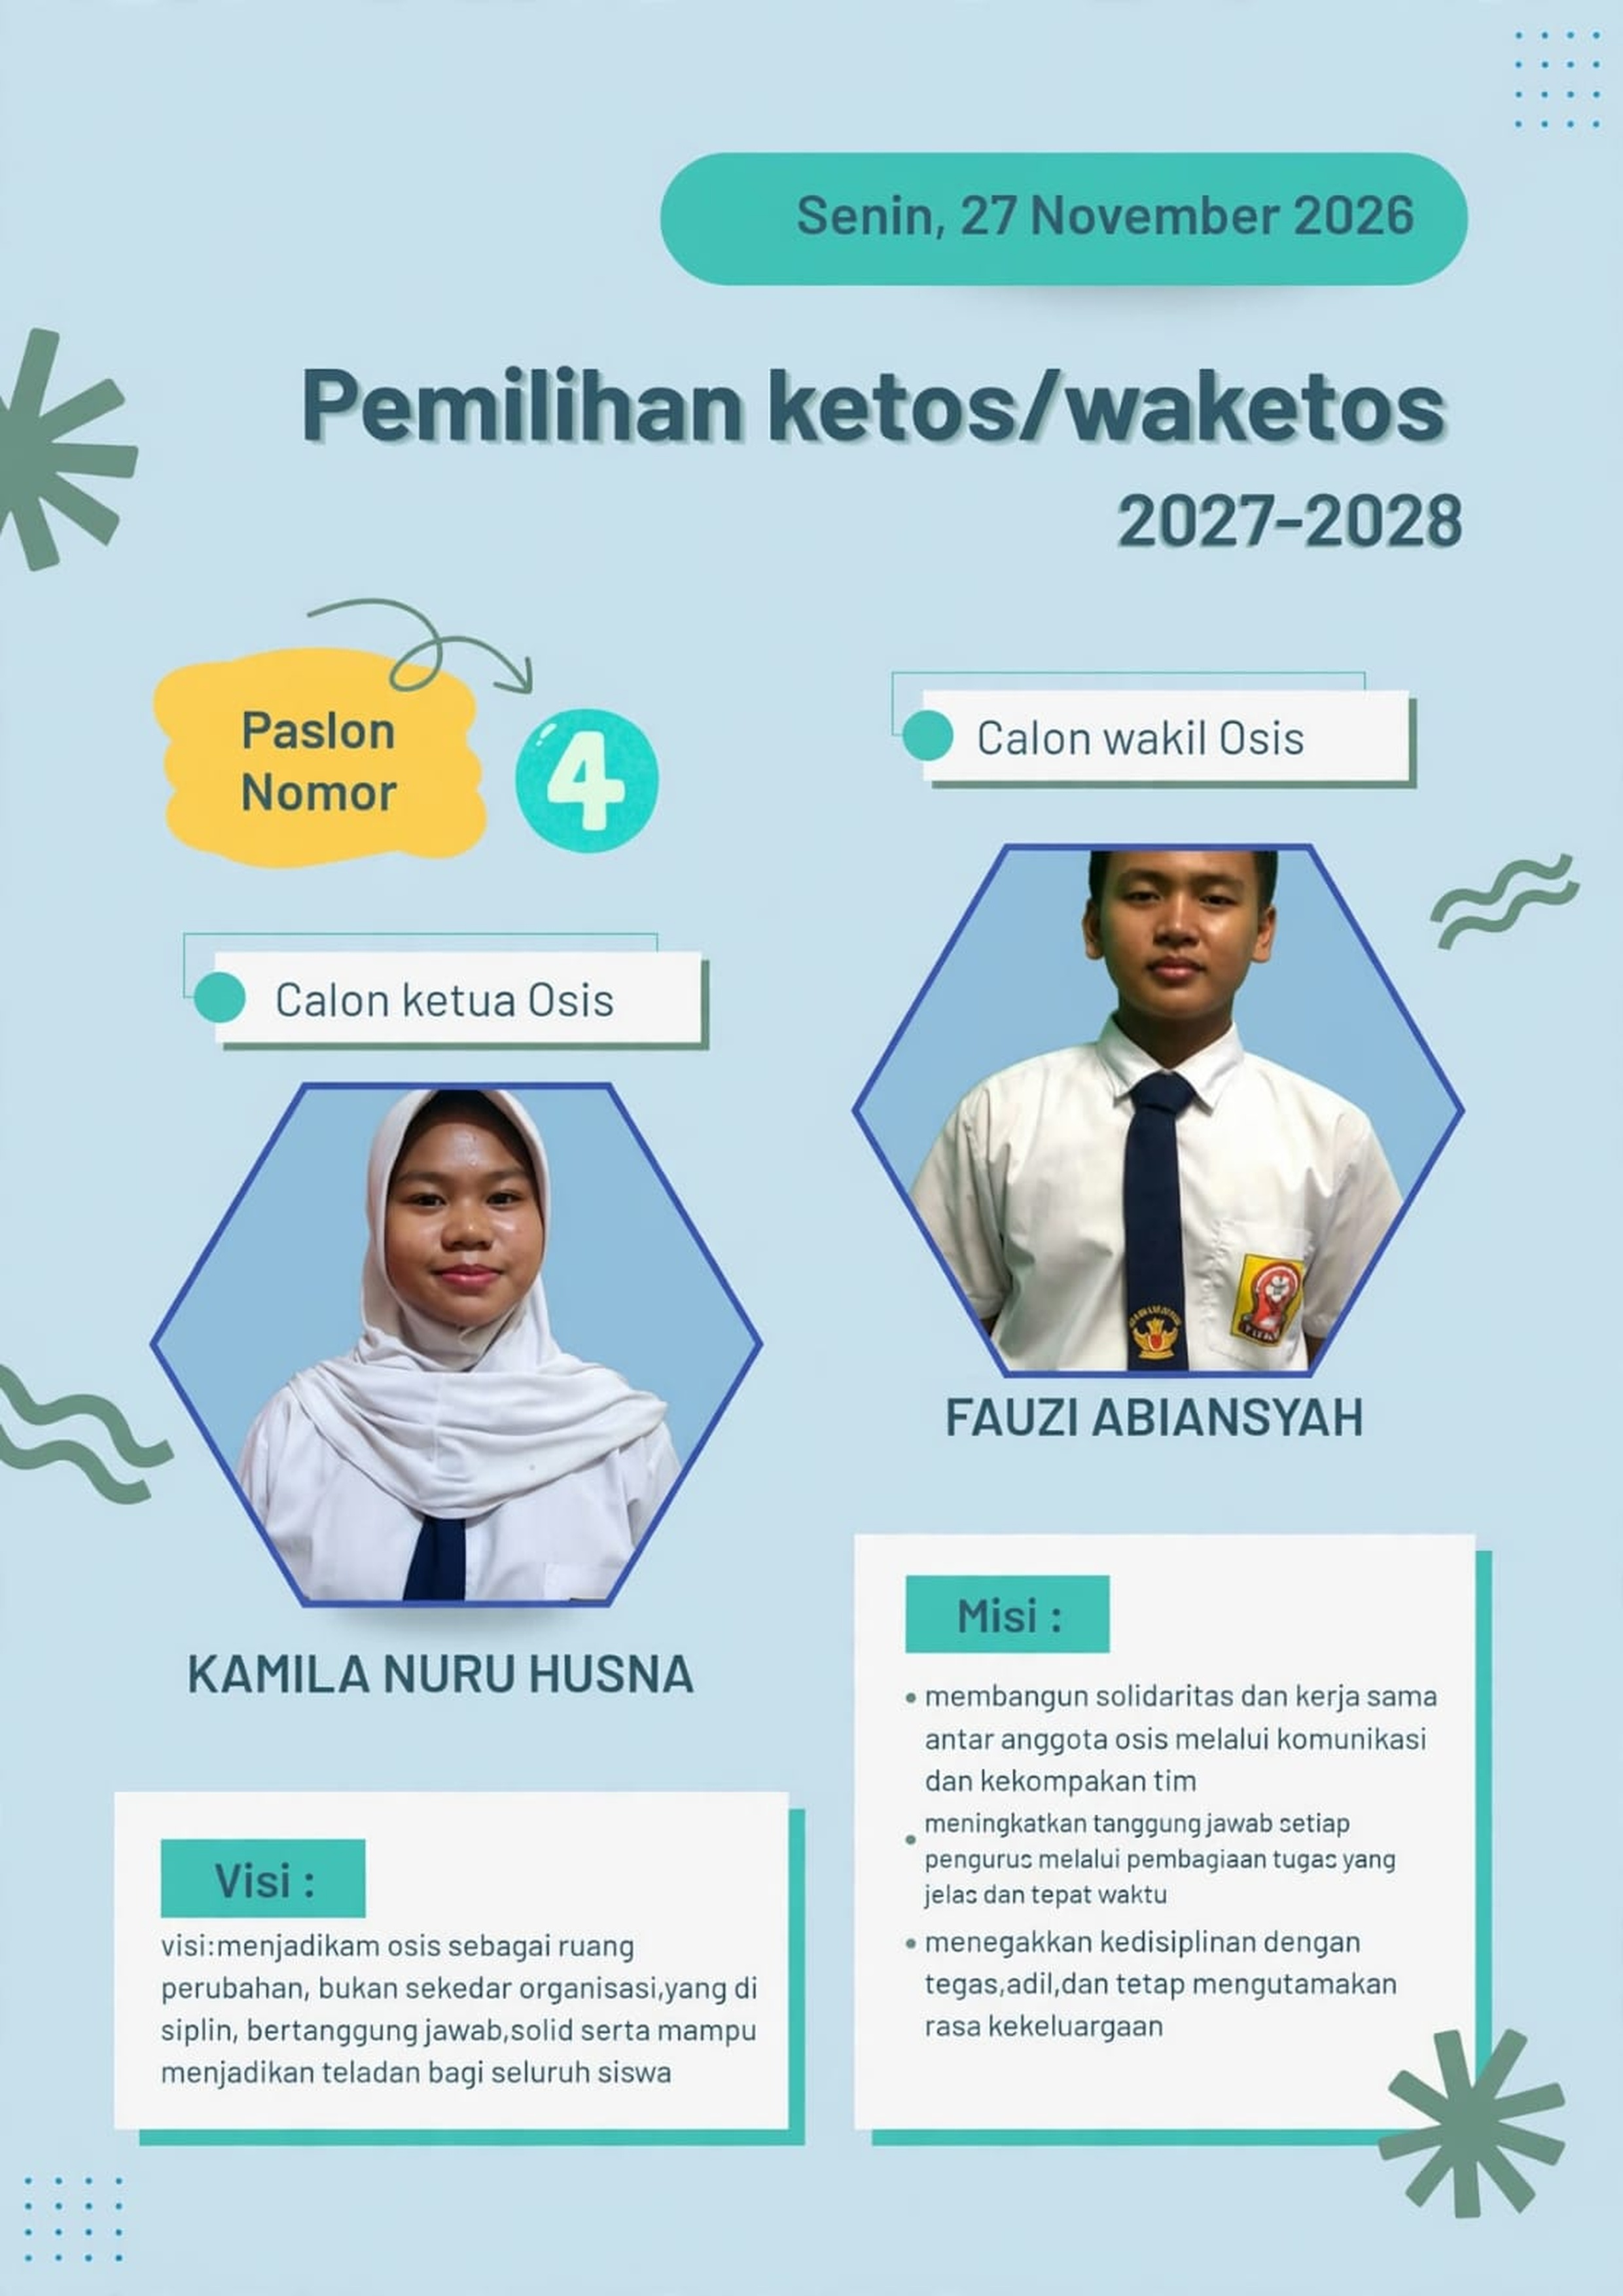 Senin, 27 November 2026
Pemilihan ketos/waketos
2027-2028
Paslon
Nomor
4
Calon wakil Osis
Calon ketua Osis
FAUZI ABIANSYAH
KAMILA NURU HUSNA
Visi :
visi:menjadikam osis sebagai ruang
perubahan, bukan sekedar organisasi,yang di
siplin, bertanggung jawab,solid serta mampu
menjadikan teladan bagi seluruh siswa
Misi :
• membangun solidaritas dan kerja sama
antar anggota osis melalui komunikasi
dan kekompakan tim
• meningkatkan tanggung jawab setiap
pengurus melalui pembagiaan tugas yang
jelas dan tepat waktu
• menegakkan kedisiplinan dengan
tegas,adil,dan tetap mengutamakan
rasa kekeluargaan